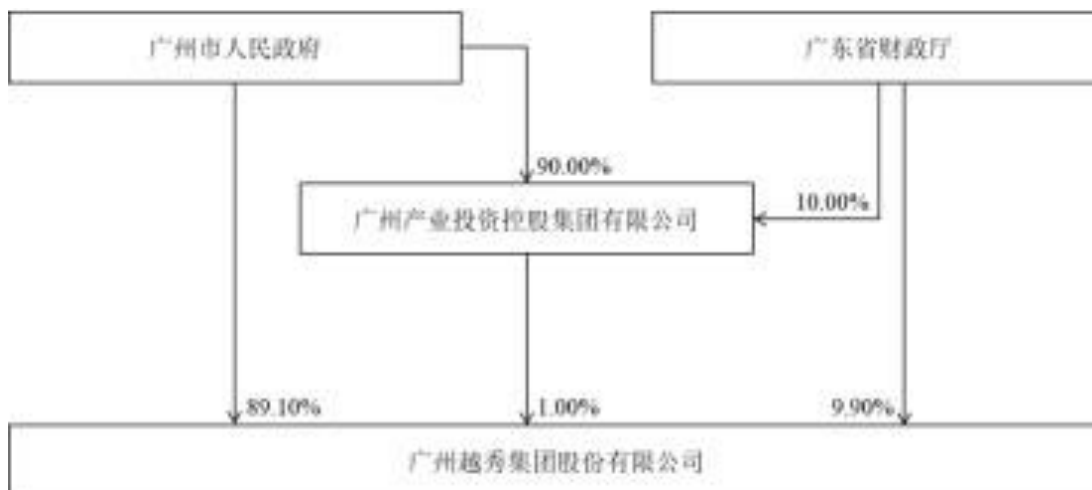 广州市人民政府
广东省财政厅
90.00%
10.00%
广州产业投资控股集团有限公司
89.10%
1.00%
9.90%
广州越秀集团股份有限公司